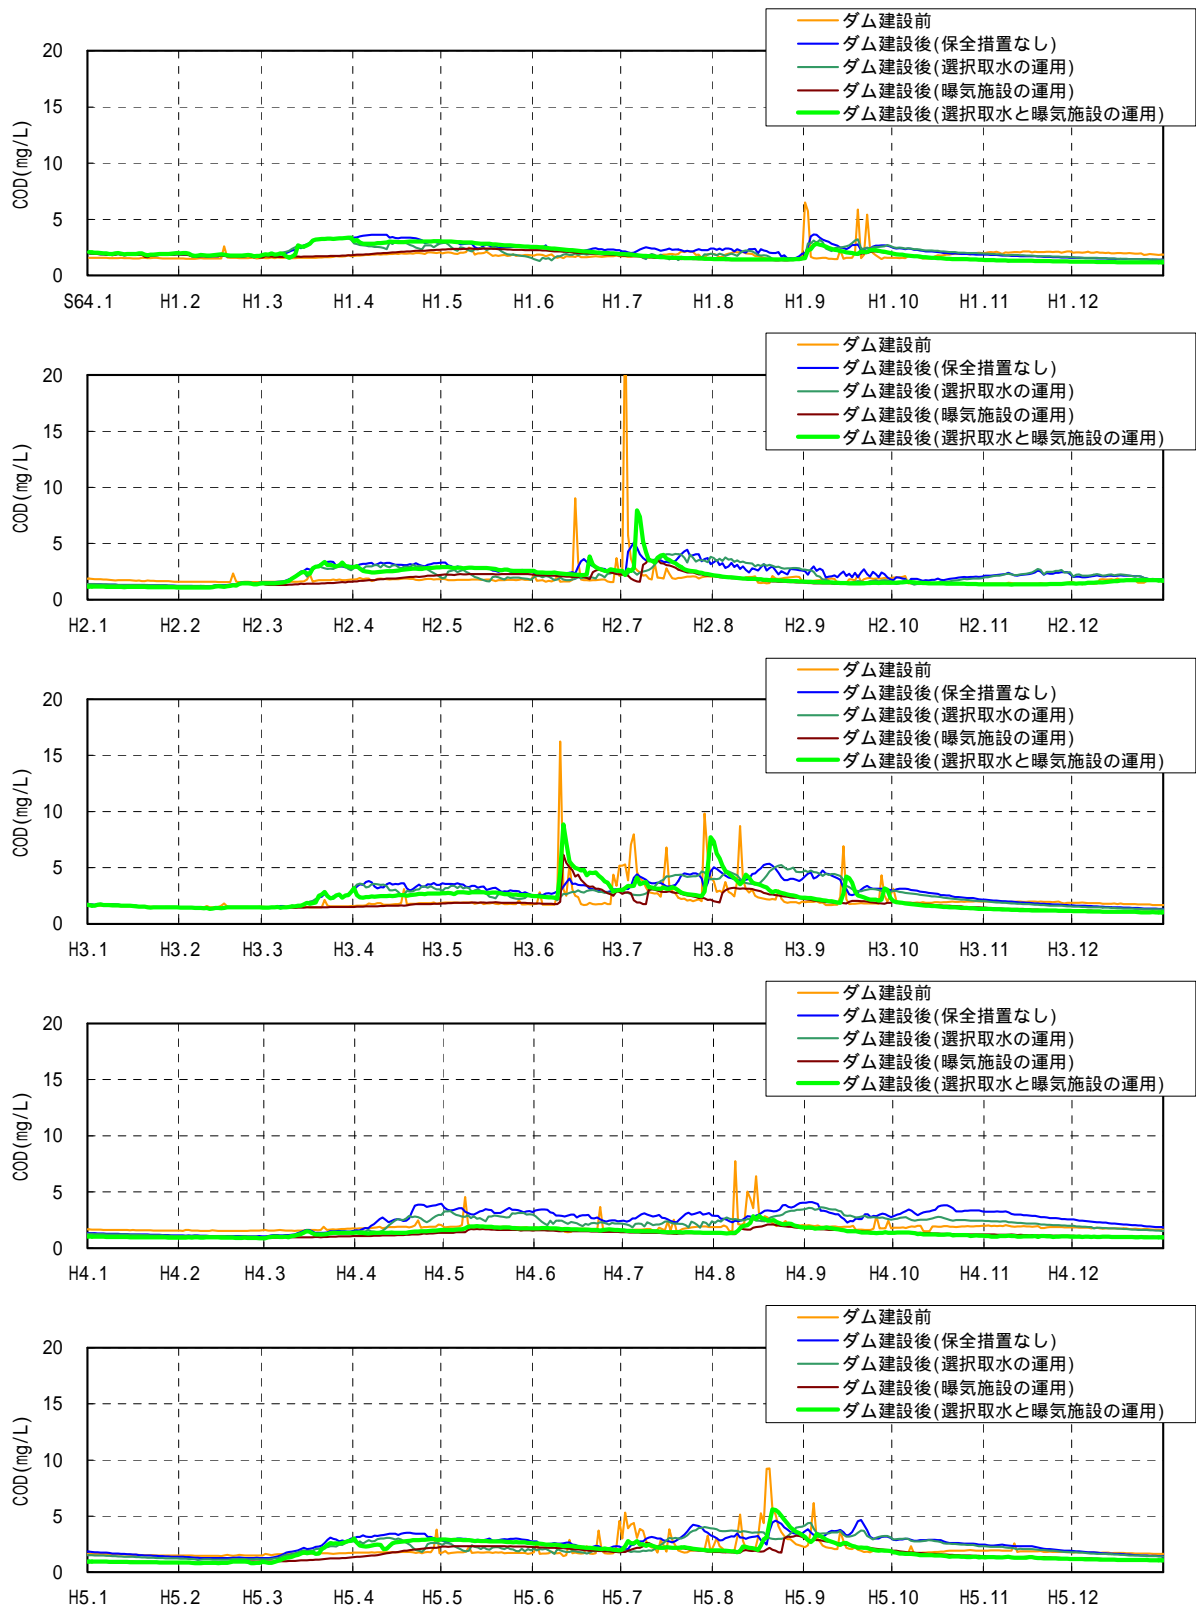 ダム建設前
ダム建設後(保全措置なし)
ダム建設後(選択取水の運用)
ダム建設後(曝気施設の運用)
ダム建設後(選択取水と曝気施設の運用)
COD(mg/L)
20
15
10
5
0
S64.1 H1.2 H1.3 H1.4 H1.5 H1.6 H1.7 H1.8 H1.9 H1.10 H1.11 H1.12
ダム建設前
ダム建設後(保全措置なし)
ダム建設後(選択取水の運用)
ダム建設後(曝気施設の運用)
ダム建設後(選択取水と曝気施設の運用)
COD(mg/L)
20
15
10
5
0
H2.1 H2.2 H2.3 H2.4 H2.5 H2.6 H2.7 H2.8 H2.9 H2.10 H2.11 H2.12
ダム建設前
ダム建設後(保全措置なし)
ダム建設後(選択取水の運用)
ダム建設後(曝気施設の運用)
ダム建設後(選択取水と曝気施設の運用)
COD(mg/L)
20
15
10
5
0
H3.1 H3.2 H3.3 H3.4 H3.5 H3.6 H3.7 H3.8 H3.9 H3.10 H3.11 H3.12
ダム建設前
ダム建設後(保全措置なし)
ダム建設後(選択取水の運用)
ダム建設後(曝気施設の運用)
ダム建設後(選択取水と曝気施設の運用)
COD(mg/L)
20
15
10
5
0
H4.1 H4.2 H4.3 H4.4 H4.5 H4.6 H4.7 H4.8 H4.9 H4.10 H4.11 H4.12
ダム建設前
ダム建設後(保全措置なし)
ダム建設後(選択取水の運用)
ダム建設後(曝気施設の運用)
ダム建設後(選択取水と曝気施設の運用)
COD(mg/L)
20
15
10
5
0
H5.1 H5.2 H5.3 H5.4 H5.5 H5.6 H5.7 H5.8 H5.9 H5.10 H5.11 H5.12